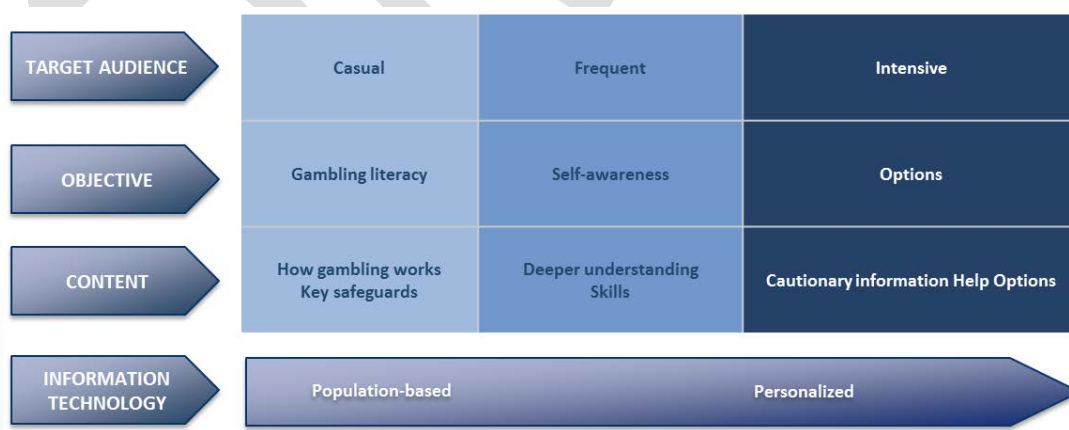 TARGET AUDIENCE
Casual
Frequent
Intensive
OBJECTIVE
Gambling literacy
Self-awareness
Options
CONTENT
How gambling works
Key safeguards
Deeper understanding
Skills
Cautionary information Help Options
INFORMATION
TECHNOLOGY
Population-based
Personalized